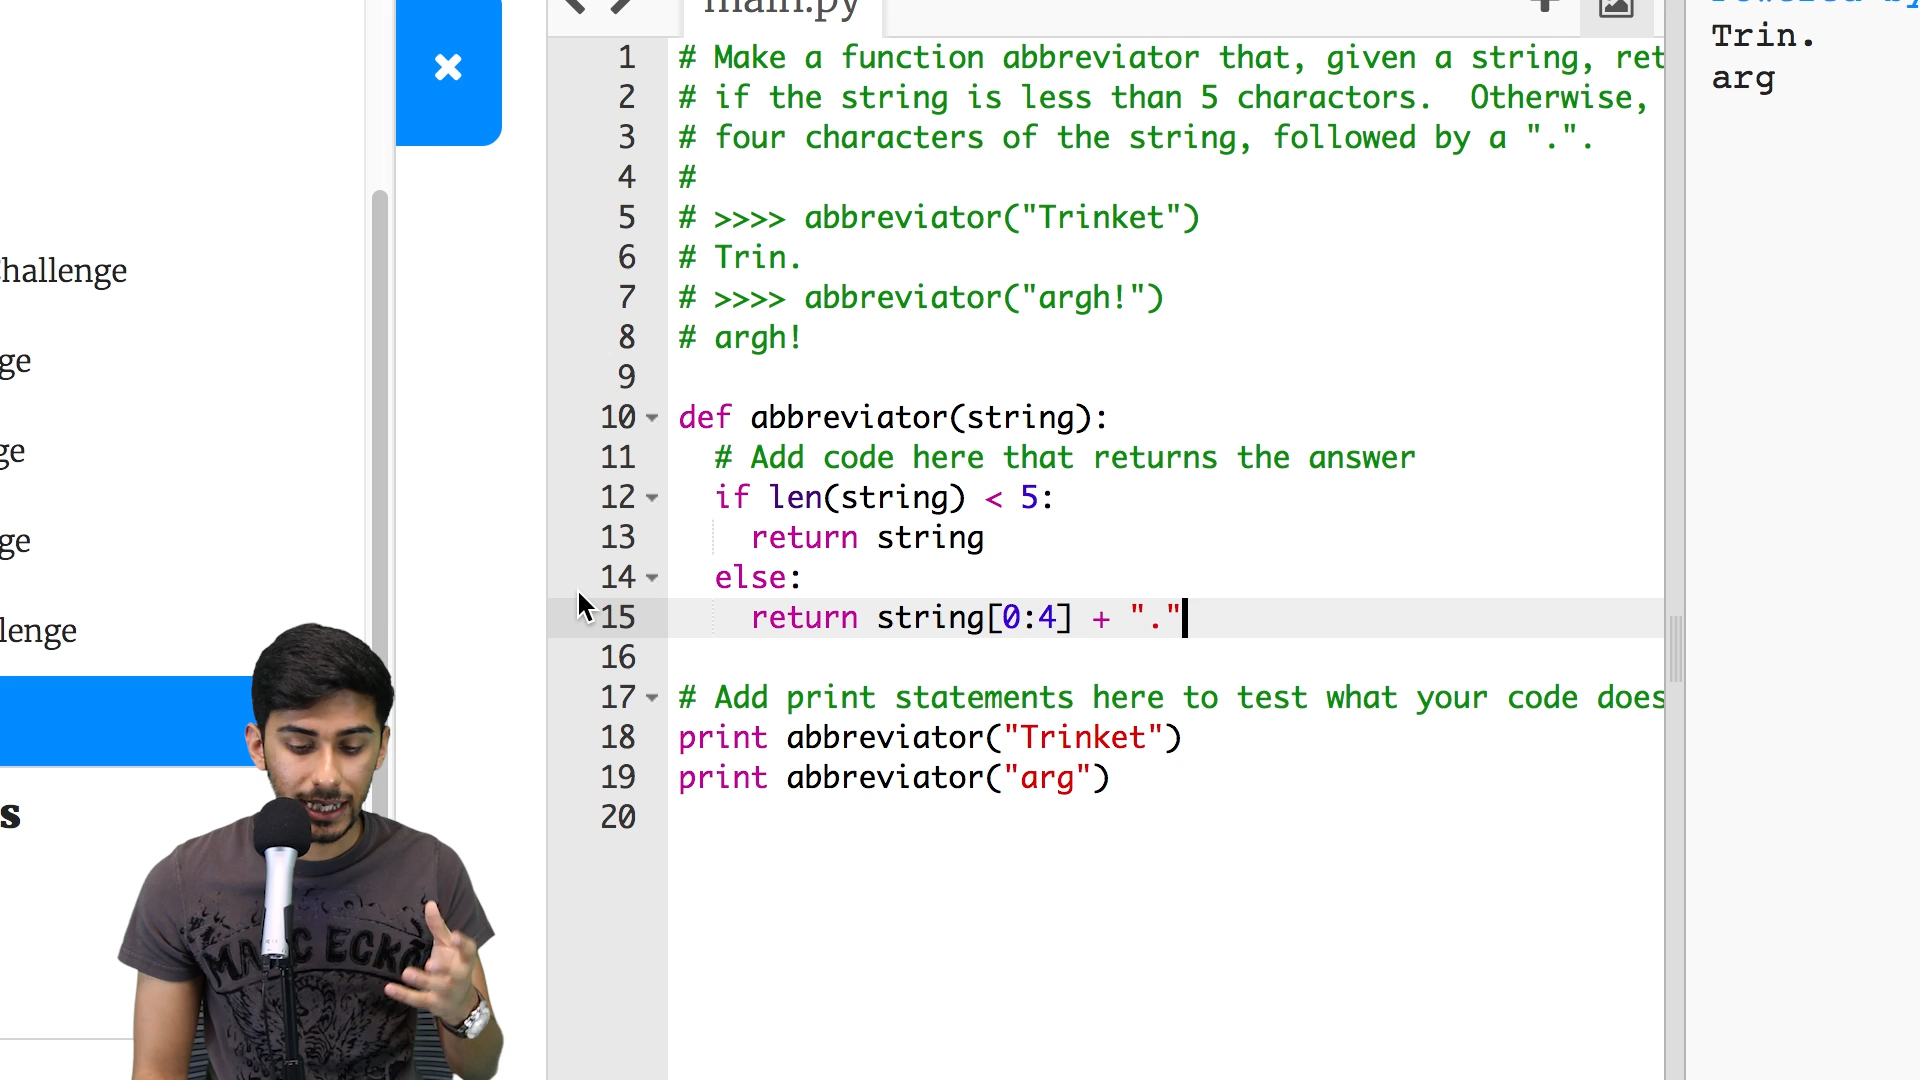 main.py
1 # Make a function abbreviator that, given a string, ret
2 # if the string is less than 5 charactors.  Otherwise,
3 # four characters of the string, followed by a ".".
4 #
5 # >>>> abbreviator("Trinket")
6 # Trin.
7 # >>>> abbreviator("argh!")
8 # argh!
9
10 def abbreviator(string):
11 # Add code here that returns the answer
12 if len(string) < 5:
13 return string
14 else:
15 return string[0:4] + "."
16
17 # Add print statements here to test what your code does
18 print abbreviator("Trinket")
19 print abbreviator("arg")
20
Powered by
Trin.
arg
hallenge
ge
ge
ge
lenge
s
MARC ECKO